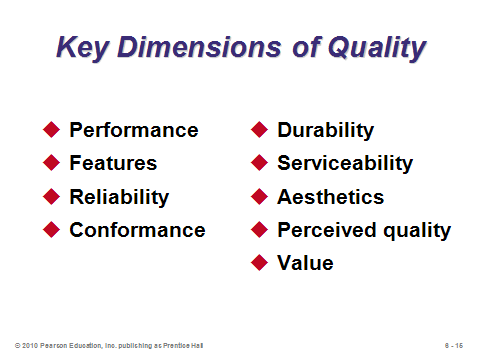 Key Dimensions of Quality
Performance
Features
Reliability
Conformance
Durability
Serviceability
Aesthetics
Perceived quality
Value
© 2010 Pearson Education, Inc. publishing as Prentice Hall
6 - 15